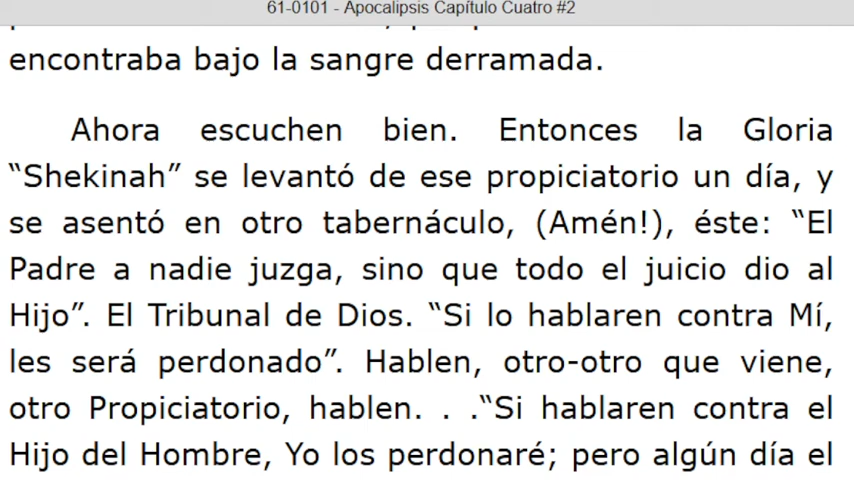 61-0101 - Apocalipsis Capítulo Cuatro #2
encontraba bajo la sangre derramada.
Ahora escuchen bien. Entonces la Gloria
“Shekinah” se levantó de ese propiciatorio un día, y
se asentó en otro tabernáculo, (Amén!), éste: “El
Padre a nadie juzga, sino que todo el juicio dio al
Hijo”. El Tribunal de Dios. “Si lo hablaren contra Mí,
les será perdonado”. Hablen, otro-otro que viene,
otro Propiciatorio, hablen. . .“Si hablaren contra el
Hijo del Hombre, Yo los perdonaré; pero algún día el